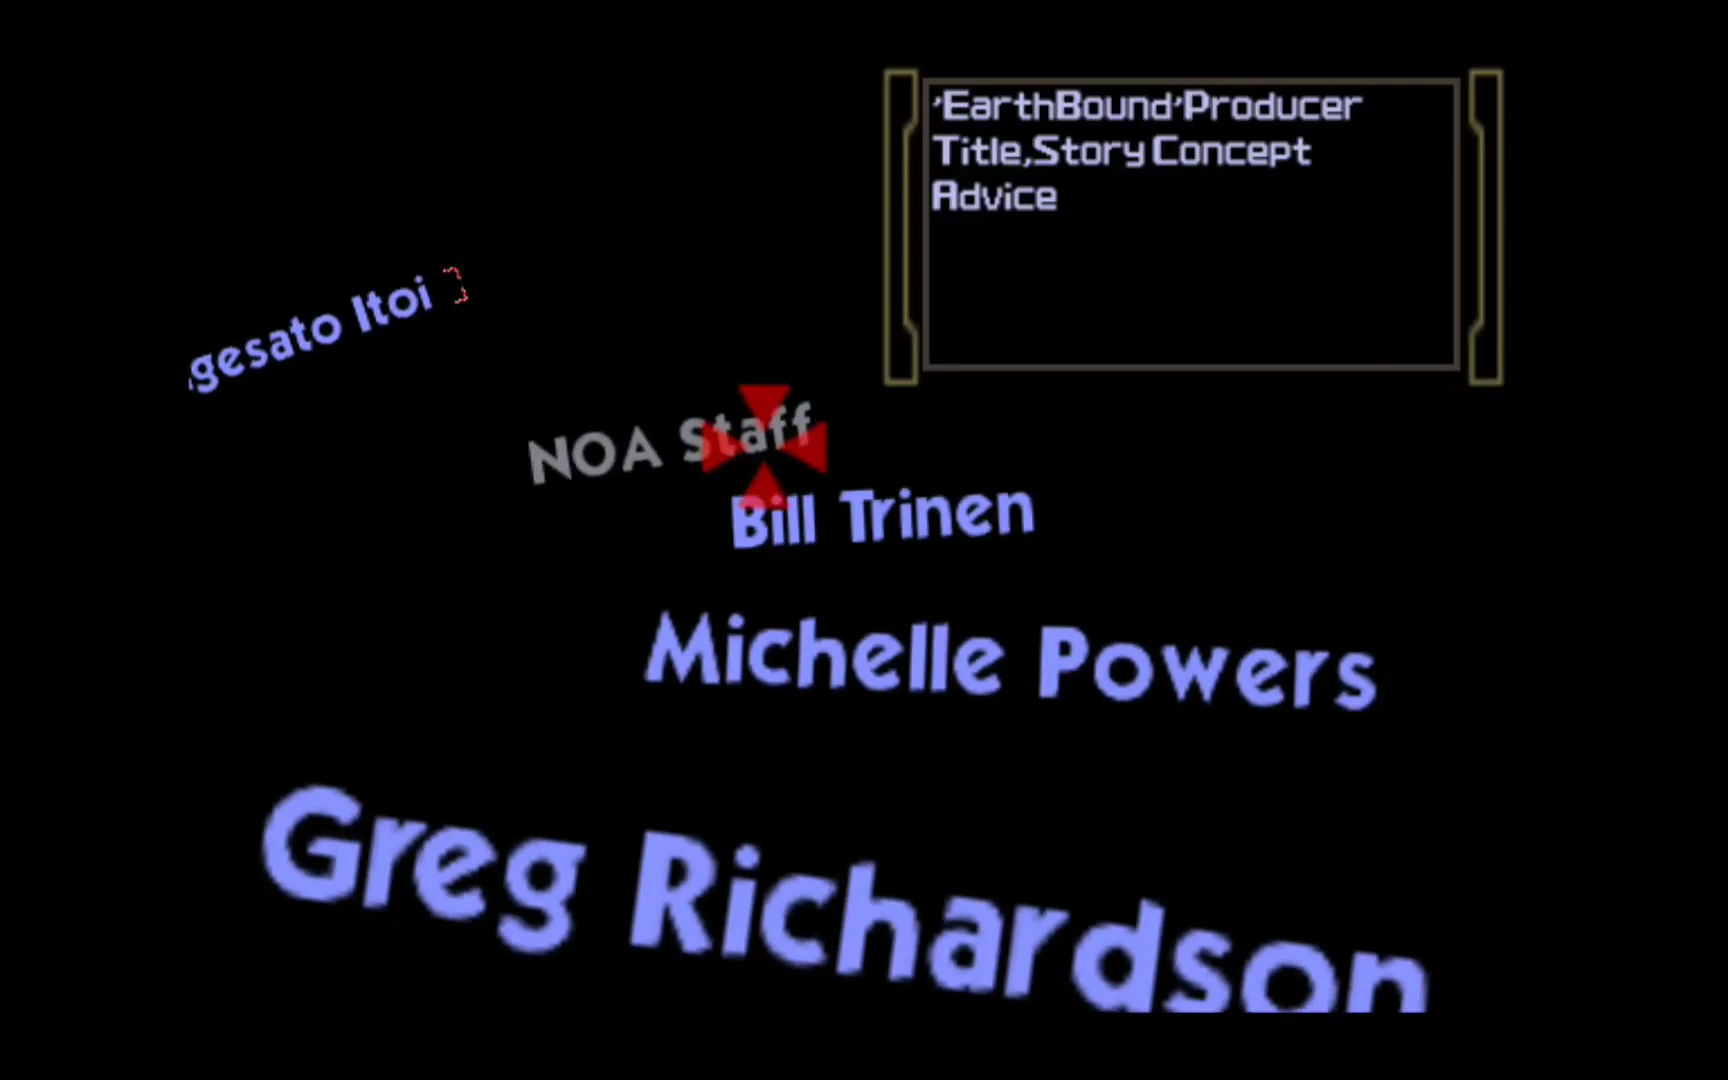 'EarthBound'Producer
Title,Story Concept
Advice
gesato Itoi
NOA Staff
Bill Trinen
Michelle Powers
Greg Richardson